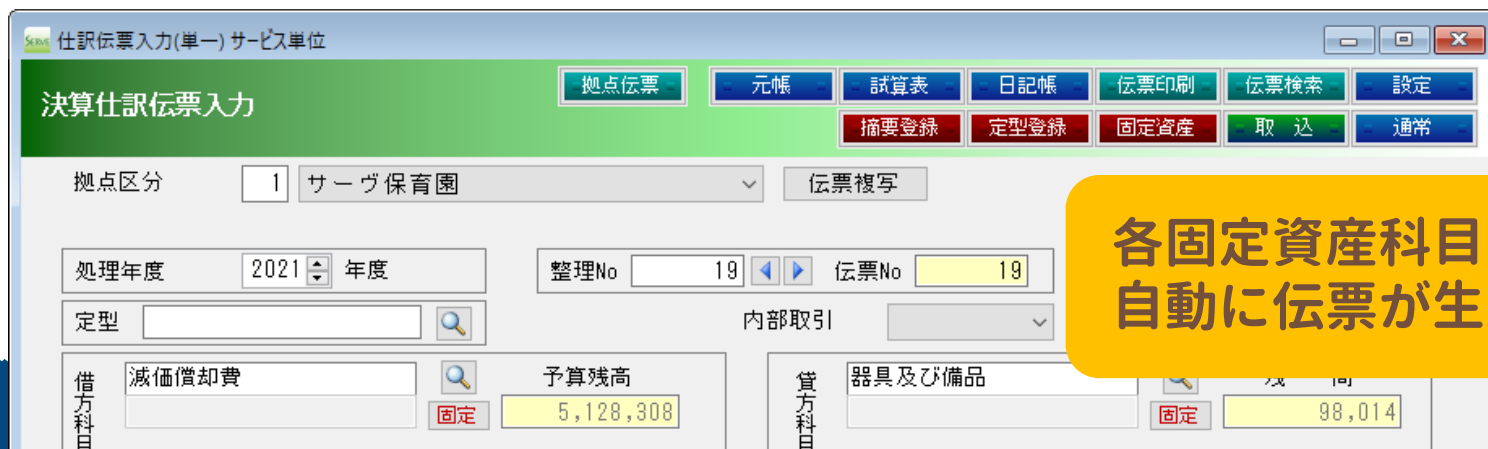 SERVE 仕訳伝票入力(単一) サービス単位
決算仕訳伝票入力
拠点伝票 元帳 試算表 日記帳 伝票印刷 伝票検索 設定
摘要登録 定型登録 固定資産 取込 通常
拠点区分 1 サーヴ保育園 伝票複写
各固定資産科目
自動に伝票が生
処理年度 2021 年度 整理No 19 伝票No 19
定型 内部取引
借方科目 減価償却費 予算残高 貸方科目 器具及び備品
固定 5,128,308 固定 98,014